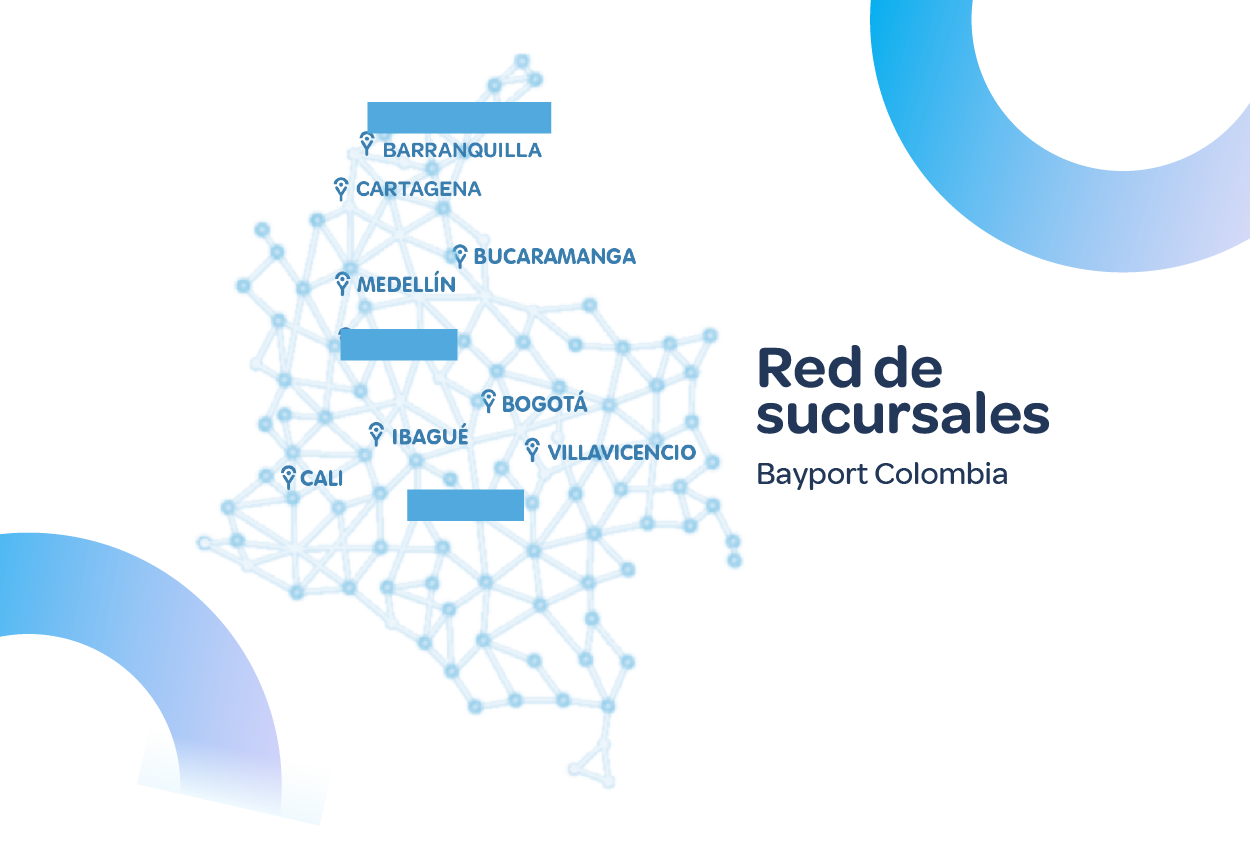 BARRANQUILLA
CARTAGENA
BUCARAMANGA
MEDELLÍN
BOGOTÁ
IBAGUÉ
VILLAVICENCIO
CALI
Red de
sucursales
Bayport Colombia